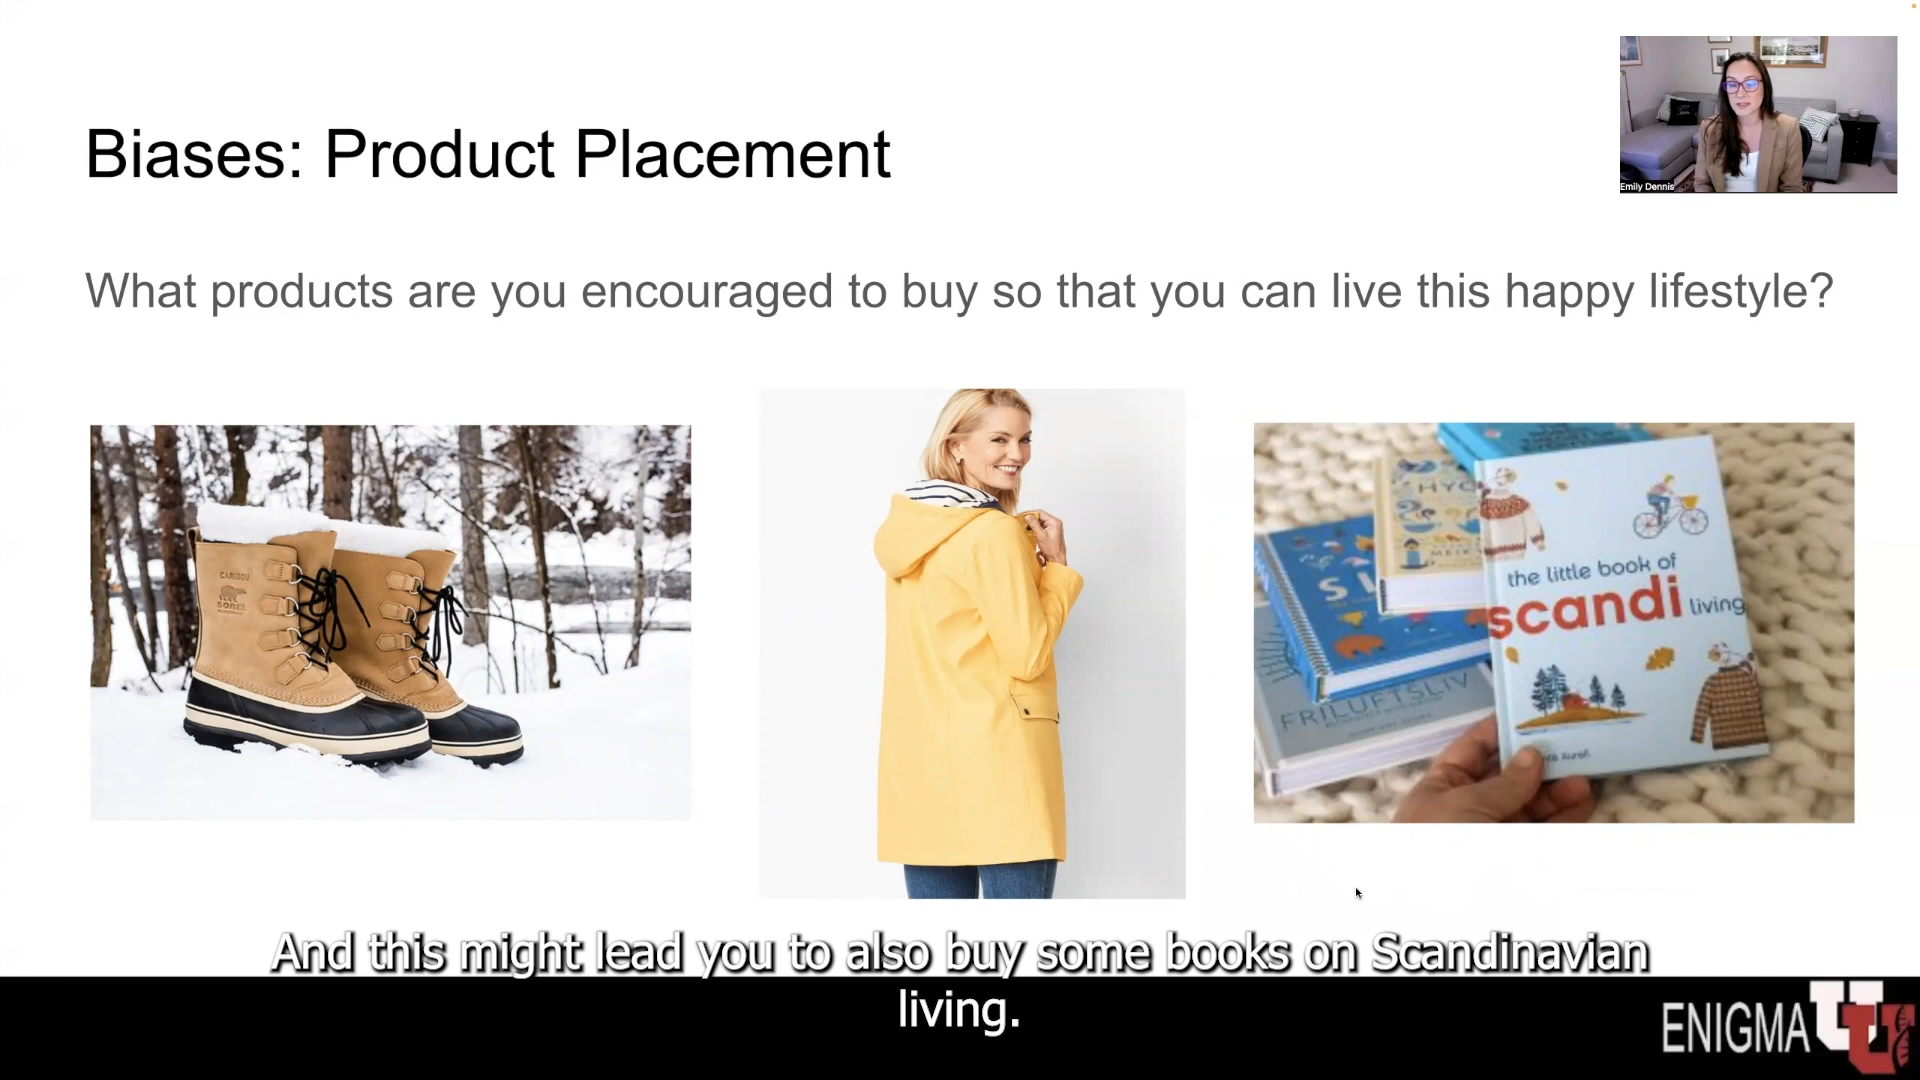 Biases: Product Placement
Emily Dennis
What products are you encouraged to buy so that you can live this happy lifestyle?
CARIBOU
SOREL
HYG
MEIK
the little book of
scandi living
FRILUFTSLIV
And this might lead you to also buy some books on Scandinavian
living.
ENIGMA U